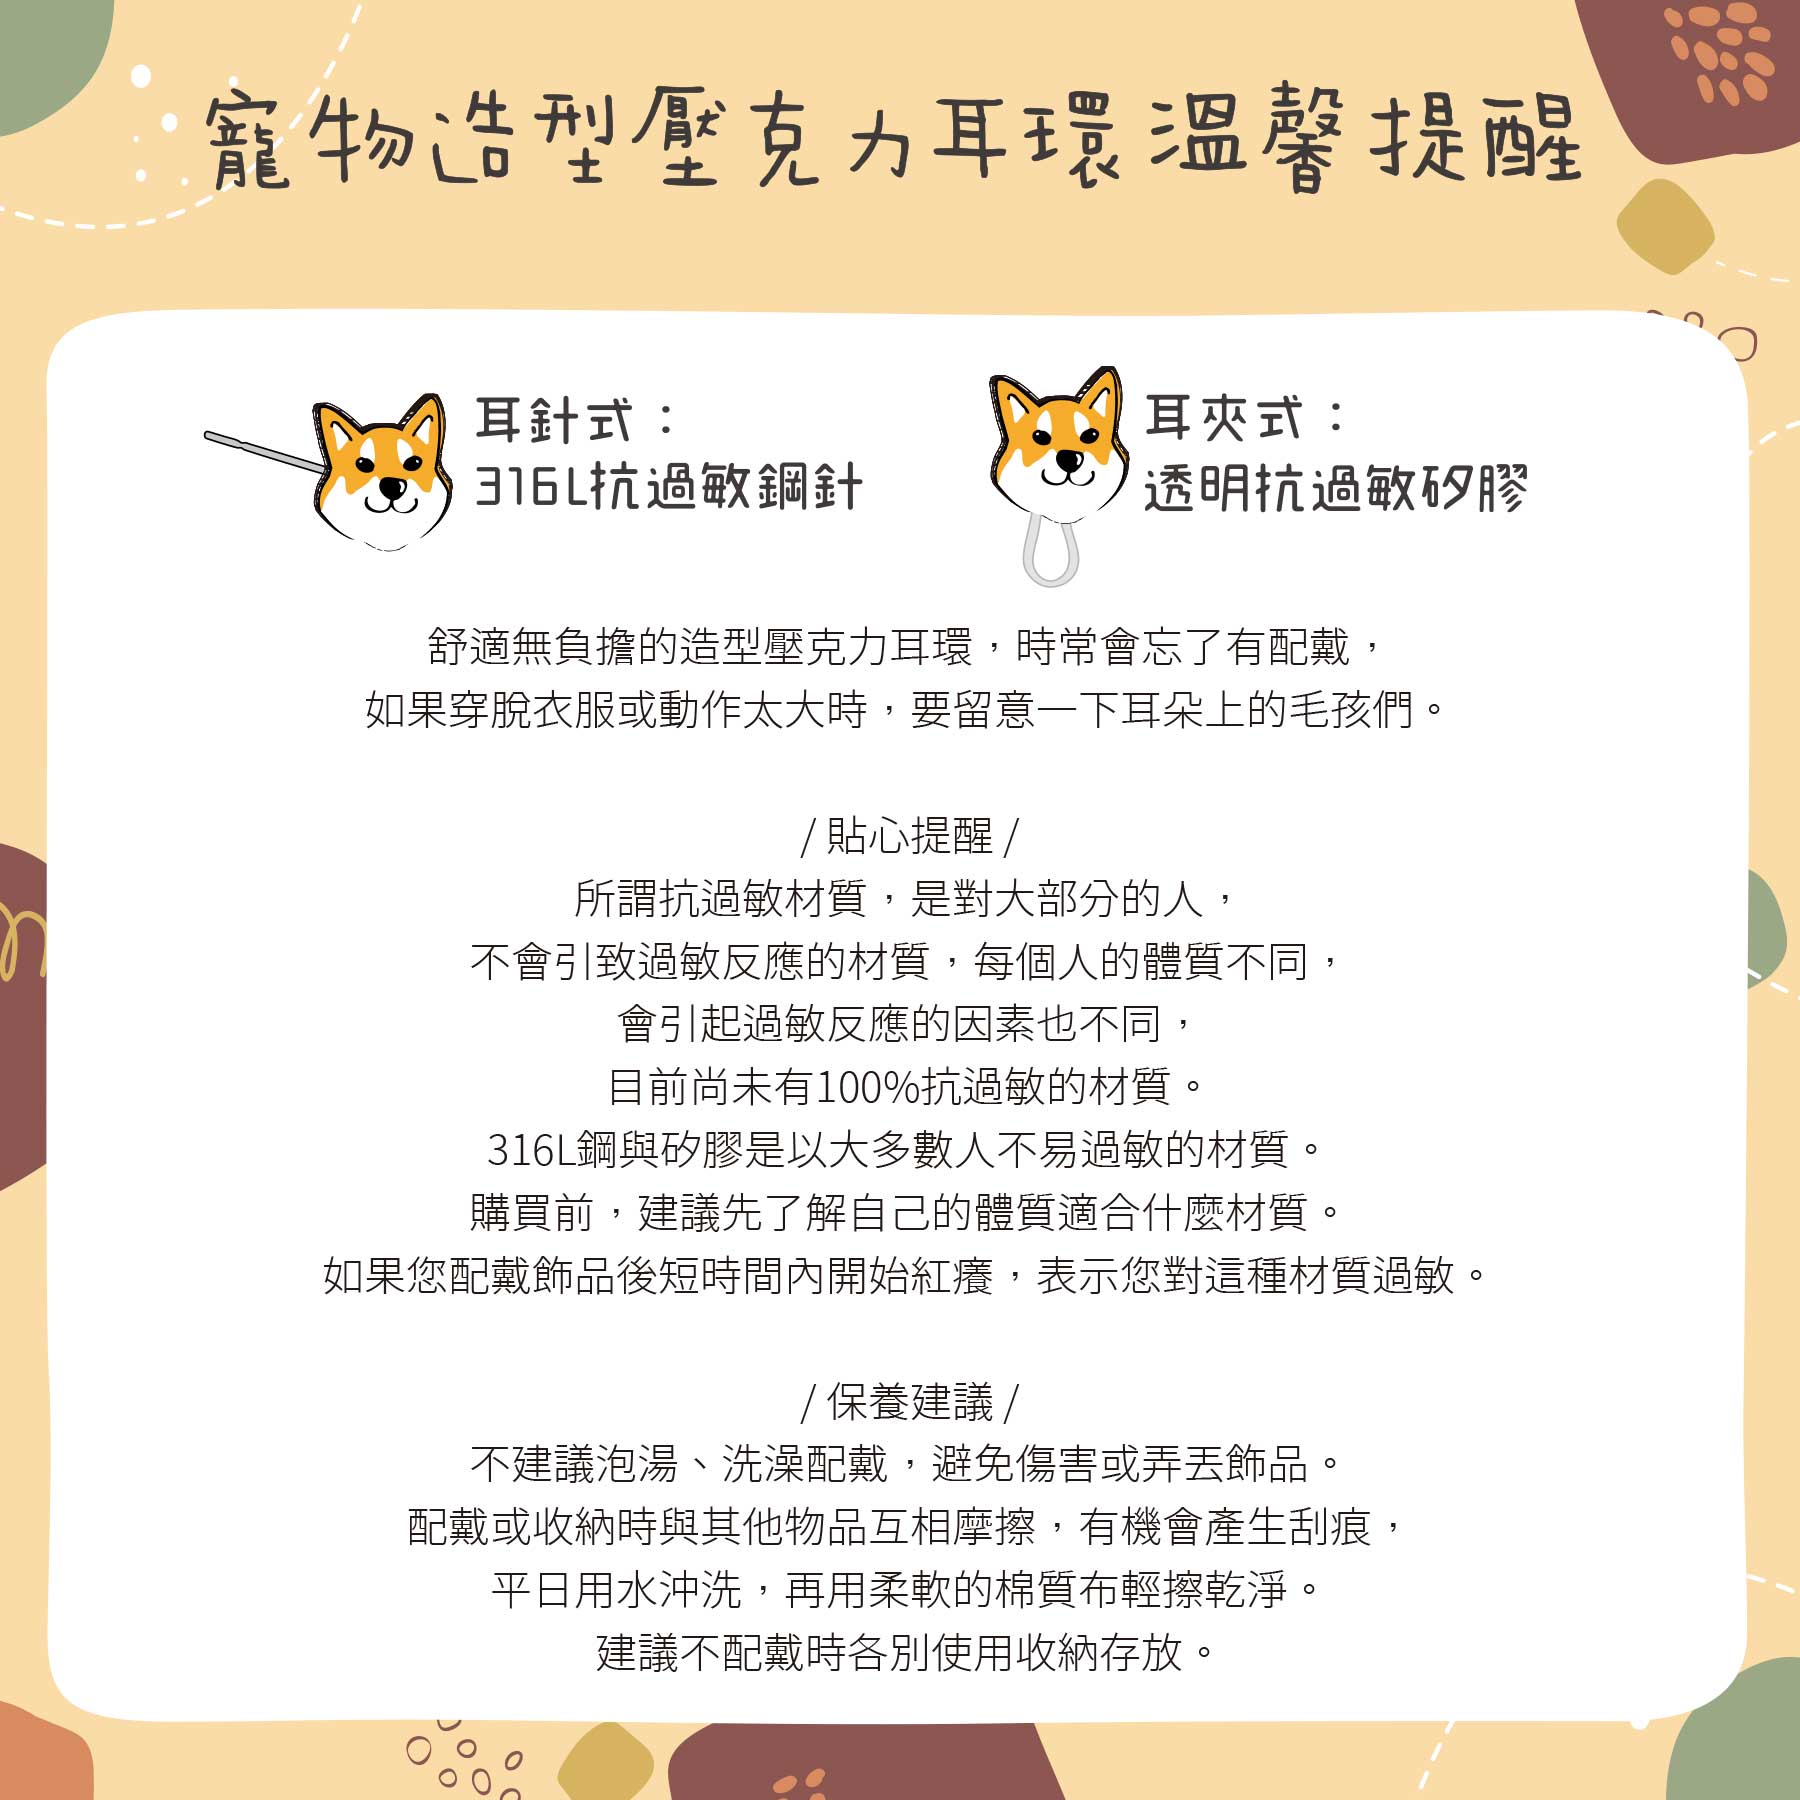 寵物造型壓克力耳環溫馨提醒
耳針式：
316L抗過敏鋼針
耳夾式：
透明抗過敏矽膠
舒適無負擔的造型壓克力耳環，時常會忘了有配戴，
如果穿脫衣服或動作太大時，要留意一下耳朵上的毛孩們。
/ 貼心提醒 /
所謂抗過敏材質，是對大部分的人，
不會引致過敏反應的材質，每個人的體質不同，
會引起過敏反應的因素也不同，
目前尚未有100%抗過敏的材質。
316L鋼與矽膠是以大多數人不易過敏的材質。
購買前，建議先了解自己的體質適合什麼材質。
如果您配戴飾品後短時間內開始紅癢，表示您對這種材質過敏。
/ 保養建議 /
不建議泡湯、洗澡配戴，避免傷害或弄丟飾品。
配戴或收納時與其他物品互相摩擦，有機會產生刮痕，
平日用水沖洗，再用柔軟的棉質布輕擦乾淨。
建議不配戴時各別使用收納存放。